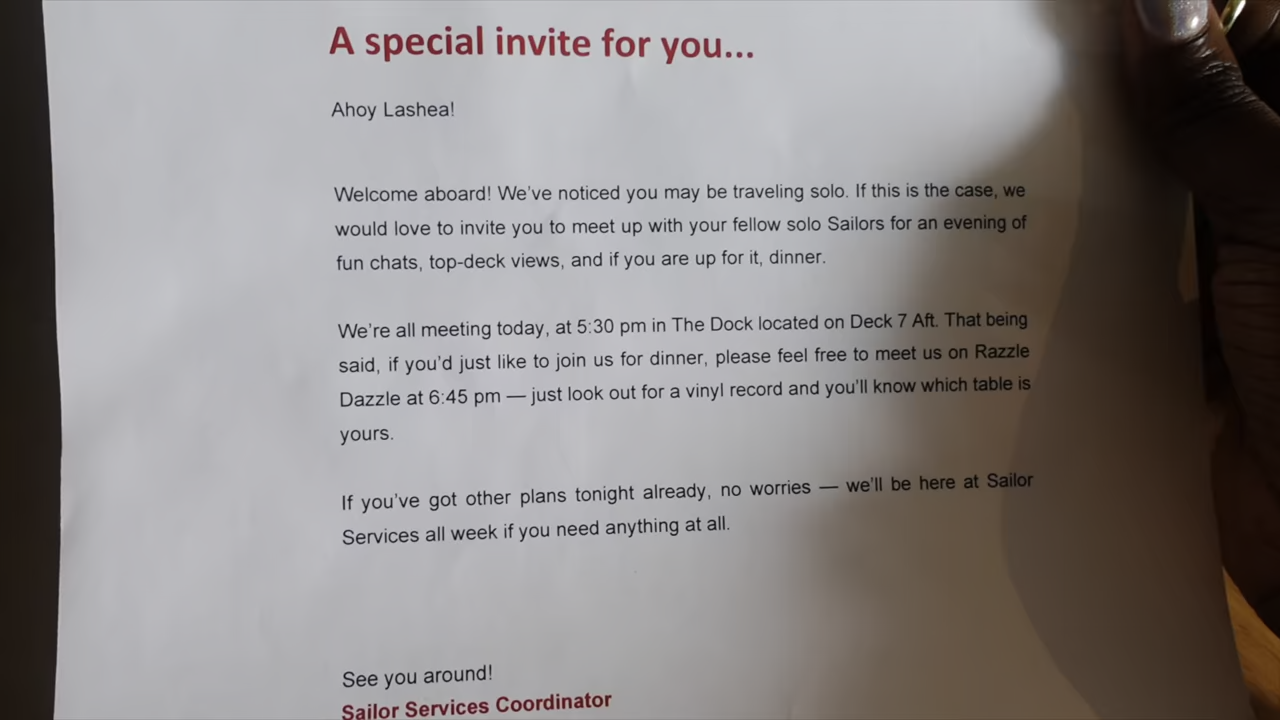 A special invite for you...
Ahoy Lashea!
Welcome aboard! We've noticed you may be traveling solo. If this is the case, we
would love to invite you to meet up with your fellow solo Sailors for an evening of
fun chats, top-deck views, and if you are up for it, dinner.
We're all meeting today, at 5:30 pm in The Dock located on Deck 7 Aft. That being
said, if you'd just like to join us for dinner, please feel free to meet us on Razzle
Dazzle at 6:45 pm — just look out for a vinyl record and you'll know which table is
yours.
If you've got other plans tonight already, no worries — we'll be here at Sailor
Services all week if you need anything at all.
See you around!
Sailor Services Coordinator